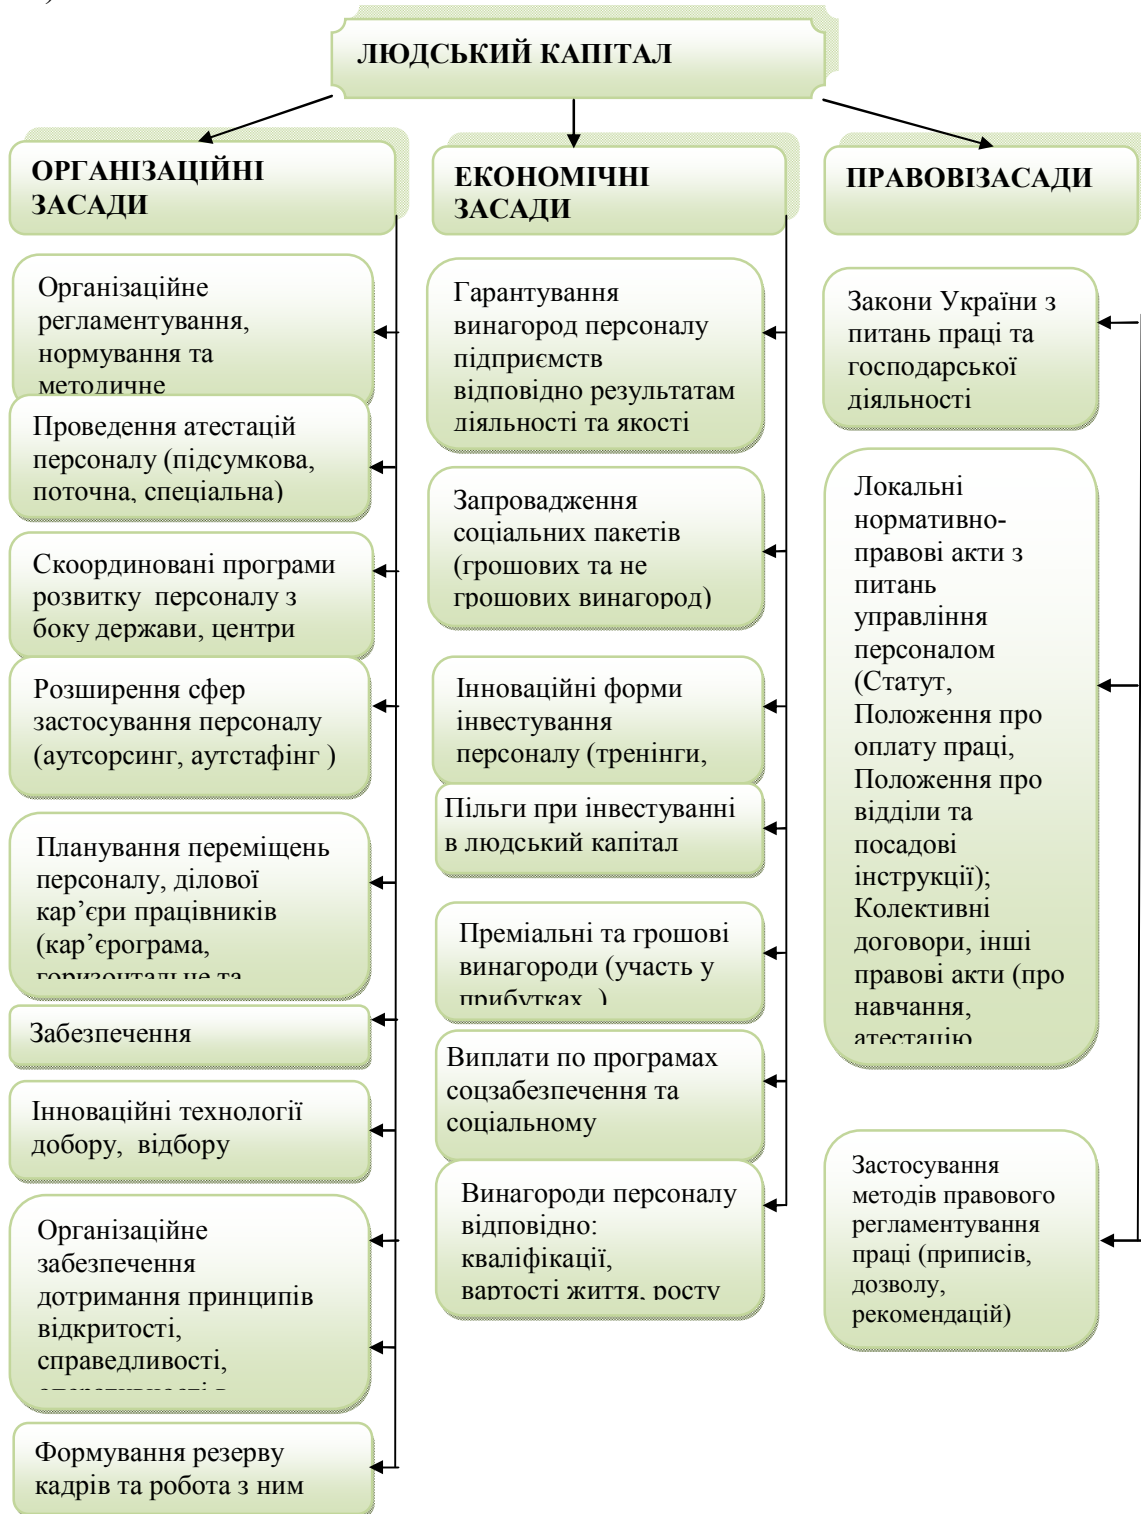 ЛЮДСЬКИЙ КАПІТАЛ
ОРГАНІЗАЦІЙНІ
ЗАСАДИ
Організаційне
регламентування,
нормування та
методичне
Проведення атестацій
персоналу (підсумкова,
поточна, спеціальна)
Скоординовані програми
розвитку персоналу з
боку держави, центри
Розширення сфер
застосування персоналу
(аутсорсинг, аутстафінг )
Планування переміщень
персоналу, ділової
кар’єри працівників
(кар’єрограма,
горизонтальне та
Забезпечення
Інноваційні технології
добору, відбору
Організаційне
забезпечення
дотримання принципів
відкритості,
справедливості,
Формування резерву
кадрів та робота з ним
ЕКОНОМІЧНІ
ЗАСАДИ
Гарантування
винагород персоналу
підприємств
відповідно результатам
діяльності та якості
Запровадження
соціальних пакетів
(грошових та не
грошових винагород)
Інноваційні форми
інвестування
персоналу (тренінги,
Пільги при інвестуванні
в людський капітал
Преміальні та грошові
винагороди (участь у
прибутках )
Виплати по програмах
соцзабезпечення та
соціальному
Винагороди персоналу
відповідно:
кваліфікації,
вартості життя, росту
ПРАВОВІЗАСАДИ
Закони України з
питань праці та
господарської
діяльності
Локальні
нормативно-
правові акти з
питань
управління
персоналом
(Статут,
Положення про
оплату праці,
Положення про
відділи та
посадові
інструкції);
Колективні
договори, інші
правові акти (про
навчання,
атестацію
Застосування
методів правового
регламентування
праці (приписів,
дозволу,
рекомендацій)